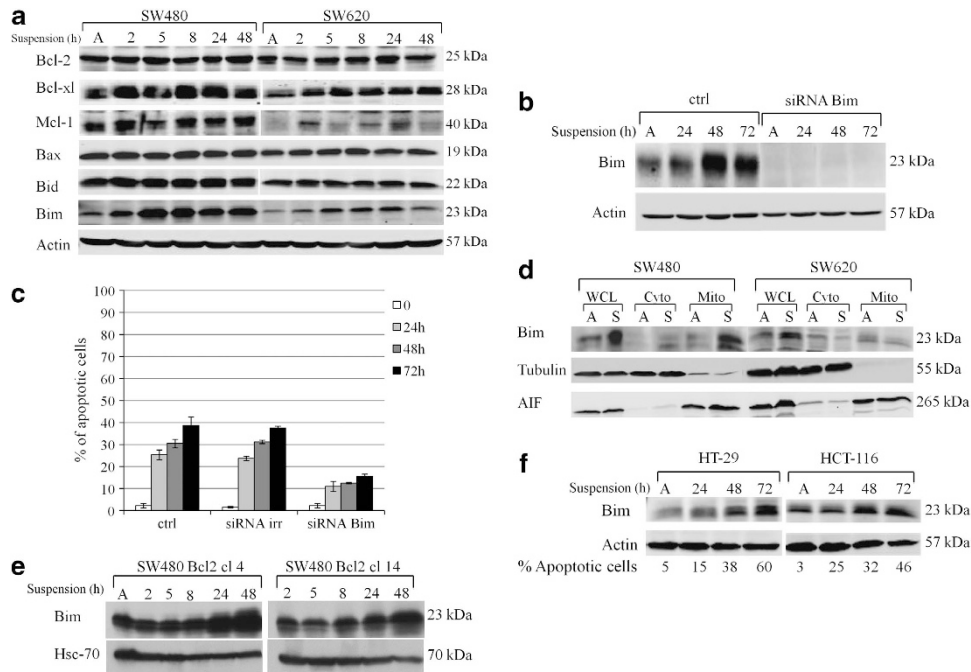 a
SW480 SW620
Suspension (h) A 2 5 8 24 48 A 2 5 8 24 48
Bcl-2 25 kDa
Bcl-xl 28 kDa
Mcl-1 40 kDa
Bax 19 kDa
Bid 22 kDa
Bim 23 kDa
Actin 57 kDa
b
ctrl siRNA Bim
Suspension (h) A 24 48 72 A 24 48 72
Bim 23 kDa
Actin 57 kDa
c
% of apoptotic cells
100
90
80
70
60
50
40
30
20
10
0
0
24h
48h
72h
ctrl siRNA irr siRNA Bim
d
SW480 SW620
WCL Cyto Mito WCL Cyto Mito
A S A S A S A S A S A S
Bim 23 kDa
Tubulin 55 kDa
AIF 265 kDa
e
SW480 Bcl2 cl 4 SW480 Bcl2 cl 14
Suspension (h) A 2 5 8 24 48 2 5 8 24 48
Bim 23 kDa
Hsc-70 70 kDa
f
HT-29 HCT-116
Suspension (h) A 24 48 72 A 24 48 72
Bim 23 kDa
Actin 57 kDa
% Apoptotic cells 5 15 38 60 3 25 32 46